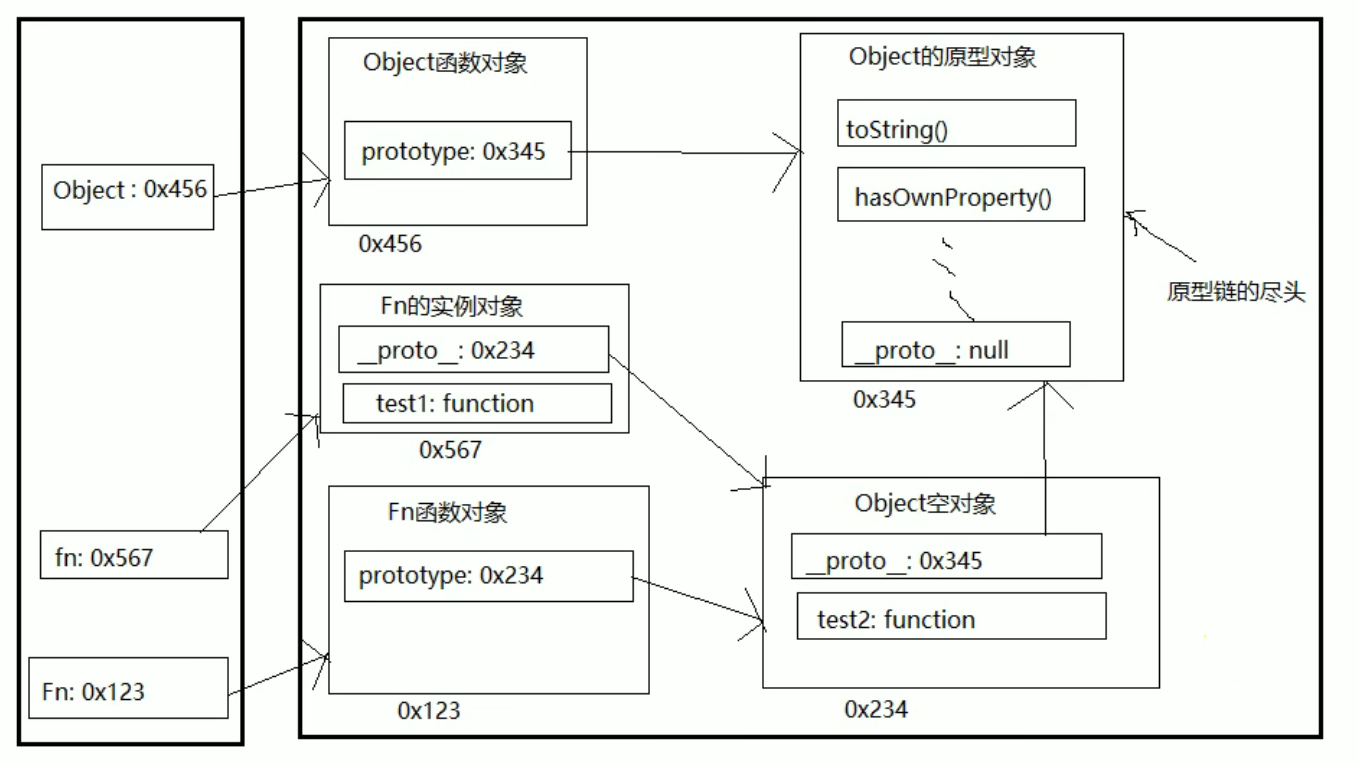 Object : 0x456
fn: 0x567
Fn: 0x123
Object函数对象
prototype: 0x345
0x456
Fn的实例对象
__proto__: 0x234
test1: function
0x567
Fn函数对象
prototype: 0x234
0x123
Object的原型对象
toString()
hasOwnProperty()
__proto__: null
0x345
原型链的尽头
Object空对象
__proto__: 0x345
test2: function
0x234